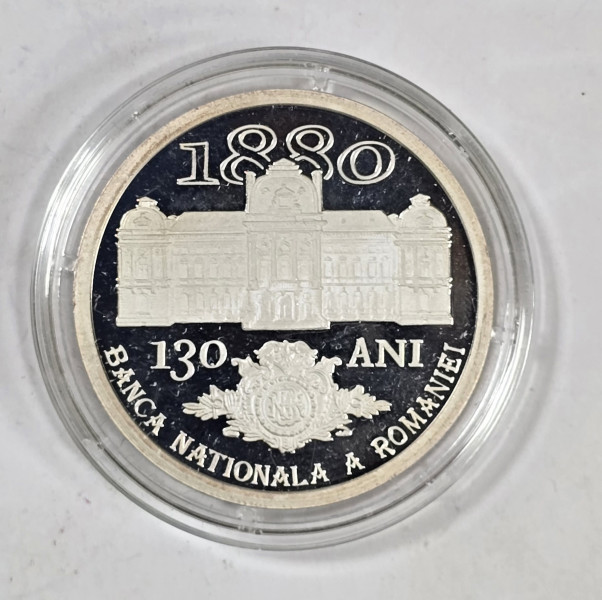 1880
130 ANI
BANCA NATIONALA A ROMANIEI